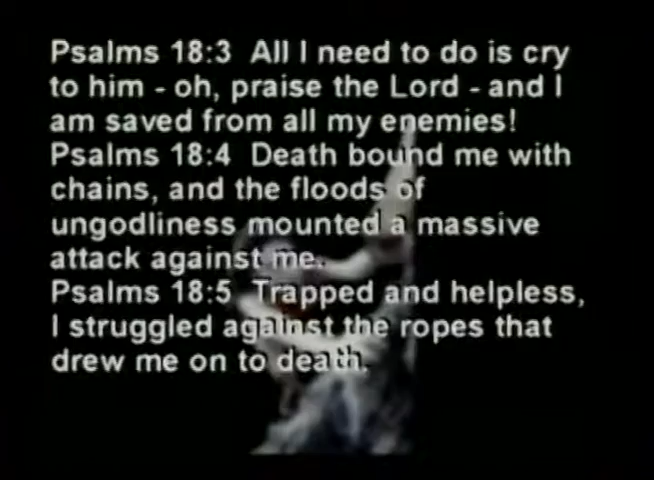 Psalms 18:3 All I need to do is cry
to him - oh, praise the Lord - and I
am saved from all my enemies!
Psalms 18:4 Death bound me with
chains, and the floods of
ungodliness mounted a massive
attack against me.
Psalms 18:5 Trapped and helpless,
I struggled against the ropes that
drew me on to death.